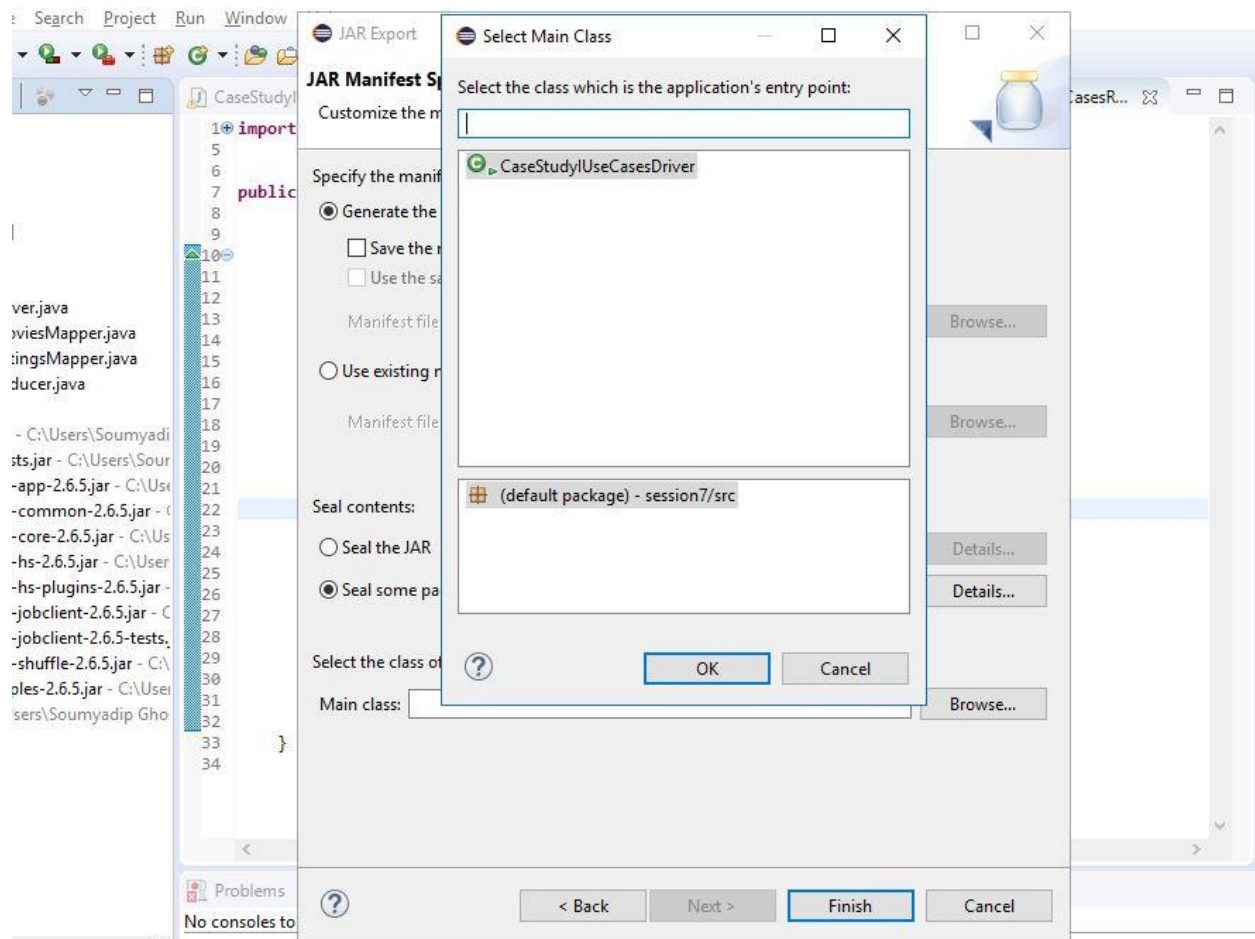 Search Project Run Window
CaseStudyI
CasesR...
1 import
5
6
7 public
8
9
10
11
12
13
14
15
16
17
18
19
20
21
22
23
24
25
26
27
28
29
30
31
32
33 }
34
ver.java
oviesMapper.java
tingsMapper.java
ducer.java
- C:\Users\Soumyadi
sts.jar - C:\Users\Sour
-app-2.6.5.jar - C:\Use
-common-2.6.5.jar - (
-core-2.6.5.jar - C:\Us
-hs-2.6.5.jar - C:\User
-hs-plugins-2.6.5.jar -
-jobclient-2.6.5.jar - C
-jobclient-2.6.5-tests.
-shuffle-2.6.5.jar - C:\
ples-2.6.5.jar - C:\User
sers\Soumyadip Gho
Problems
No consoles to
JAR Export
JAR Manifest Sp
Customize the m
Specify the manif
Generate the
Save the
Use the sa
Manifest file
Browse...
Use existing
Manifest file
Browse...
Seal contents:
Seal the JAR
Details...
Seal some pa
Details...
Select the class of
Main class:
Browse...
< Back Next > Finish Cancel
Select Main Class
Select the class which is the application's entry point:
CaseStudyIUseCasesDriver
(default package) - session7/src
OK Cancel